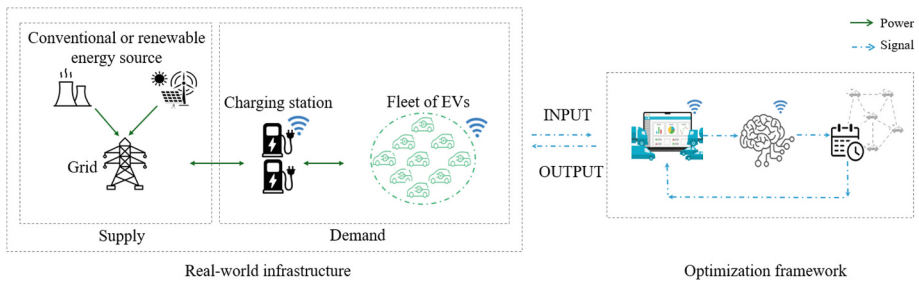 Power
Signal
Conventional or renewable
energy source
Charging station
Fleet of EVs
Grid
INPUT
OUTPUT
Supply
Demand
Real-world infrastructure
Optimization framework